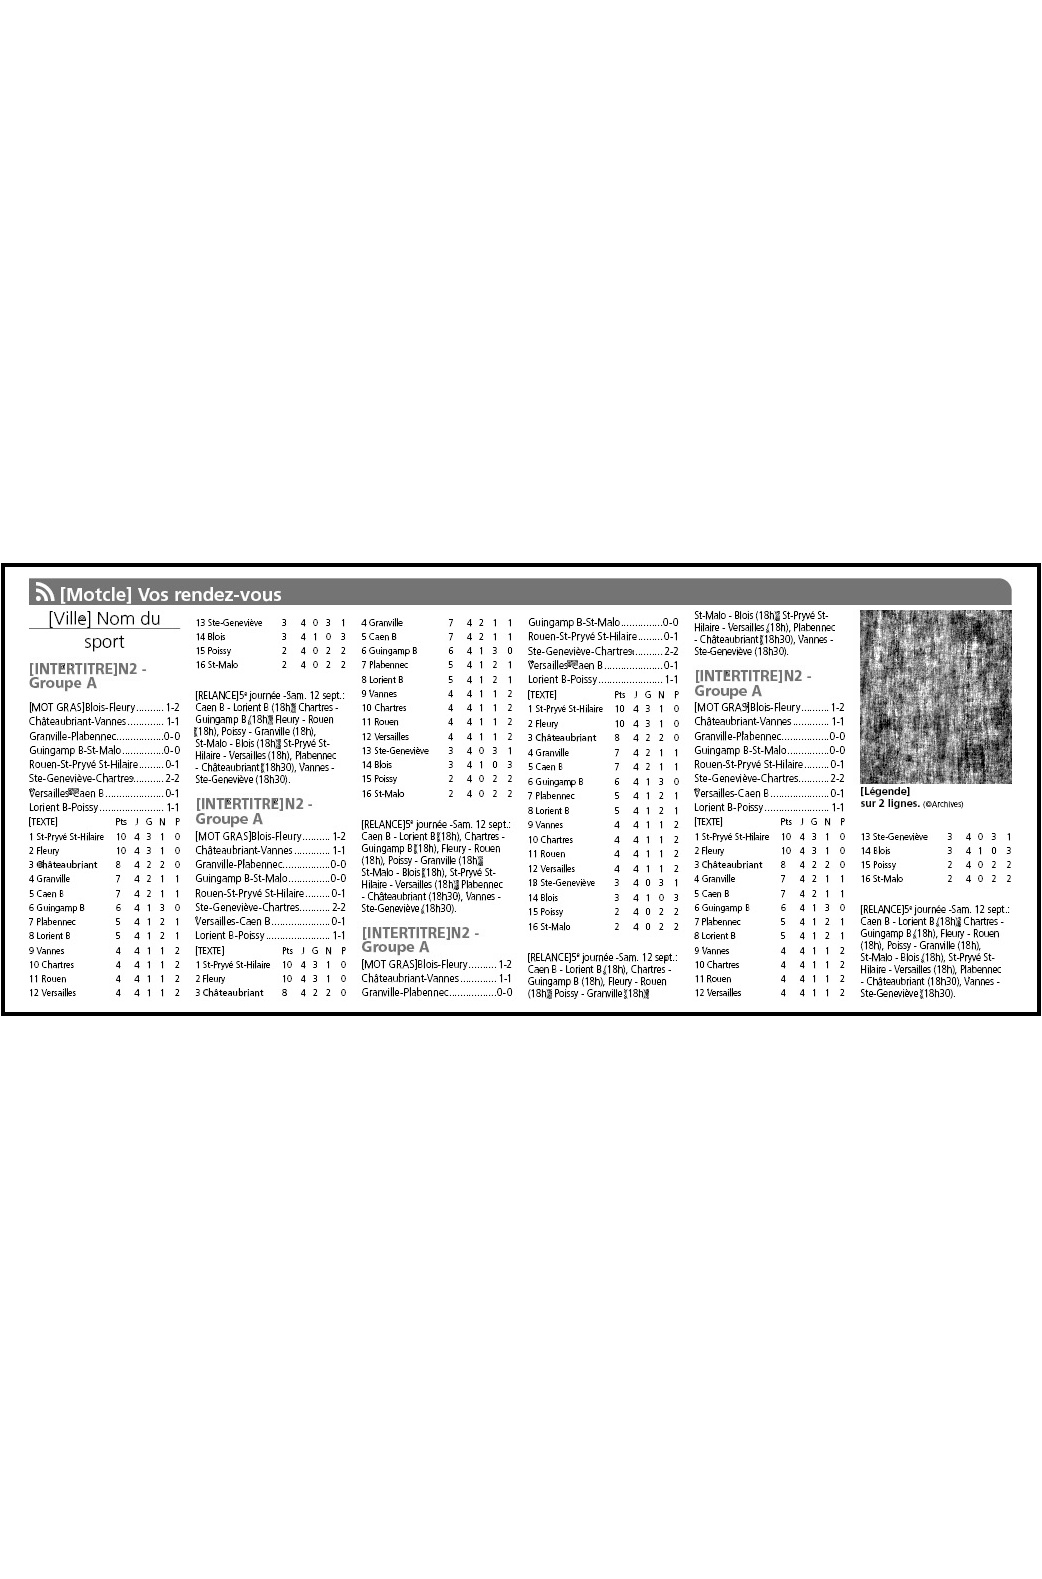 [Motcle] Vos rendez-vous
[Ville] Nom du
sport
[INTERTITRE]N2 -
Groupe A
[MOT GRAS]Blois-Fleury..........1-2
Châteaubriant-Vannes.............1-1
Granville-Plabennec.................0-0
Guingamp B-St-Malo...............0-0
Rouen-St-Pryvé St-Hilaire.........0-1
Ste-Geneviève-Chartres...........2-2
Versailles-Caen B......................0-1
Lorient B-Poissy........................1-1
[TEXTE] Pts J G N P
1 St-Pryvé St-Hilaire 10 4 3 1 0
2 Fleury 10 4 3 1 0
3 Châteaubriant 8 4 2 2 0
4 Granville 7 4 2 1 1
5 Caen B 7 4 2 1 1
6 Guingamp B 6 4 1 3 0
7 Plabennec 5 4 1 2 1
8 Lorient B 5 4 1 2 1
9 Vannes 4 4 1 1 2
10 Chartres 4 4 1 1 2
11 Rouen 4 4 1 1 2
12 Versailles 4 4 1 1 2
13 Ste-Geneviève 3 4 0 3 1
14 Blois 3 4 1 0 3
15 Poissy 2 4 0 2 2
16 St-Malo 2 4 0 2 2
[RELANCE]5e journée -Sam. 12 sept.:
Caen B - Lorient B (18h), Chartres -
Guingamp B (18h), Fleury - Rouen
(18h), Poissy - Granville (18h),
St-Malo - Blois (18h), St-Pryvé St-
Hilaire - Versailles (18h), Plabennec
- Châteaubriant (18h30), Vannes -
Ste-Geneviève (18h30).
[INTERTITRE]N2 -
Groupe A
[MOT GRAS]Blois-Fleury..........1-2
Châteaubriant-Vannes.............1-1
Granville-Plabennec.................0-0
Guingamp B-St-Malo...............0-0
Rouen-St-Pryvé St-Hilaire.........0-1
Ste-Geneviève-Chartres...........2-2
Versailles-Caen B......................0-1
Lorient B-Poissy........................1-1
[TEXTE] Pts J G N P
1 St-Pryvé St-Hilaire 10 4 3 1 0
2 Fleury 10 4 3 1 0
3 Châteaubriant 8 4 2 2 0
4 Granville 7 4 2 1 1
5 Caen B 7 4 2 1 1
6 Guingamp B 6 4 1 3 0
7 Plabennec 5 4 1 2 1
8 Lorient B 5 4 1 2 1
9 Vannes 4 4 1 1 2
10 Chartres 4 4 1 1 2
11 Rouen 4 4 1 1 2
12 Versailles 4 4 1 1 2
13 Ste-Geneviève 3 4 0 3 1
14 Blois 3 4 1 0 3
15 Poissy 2 4 0 2 2
16 St-Malo 2 4 0 2 2
[RELANCE]5e journée -Sam. 12 sept.:
Caen B - Lorient B (18h), Chartres -
Guingamp B (18h), Fleury - Rouen
(18h), Poissy - Granville (18h),
St-Malo - Blois (18h), St-Pryvé St-
Hilaire - Versailles (18h), Plabennec
- Châteaubriant (18h30), Vannes -
Ste-Geneviève (18h30).
[INTERTITRE]N2 -
Groupe A
[MOT GRAS]Blois-Fleury..........1-2
Châteaubriant-Vannes.............1-1
Granville-Plabennec.................0-0
Guingamp B-St-Malo...............0-0
Rouen-St-Pryvé St-Hilaire.........0-1
Ste-Geneviève-Chartres...........2-2
Versailles-Caen B......................0-1
Lorient B-Poissy........................1-1
[TEXTE] Pts J G N P
1 St-Pryvé St-Hilaire 10 4 3 1 0
2 Fleury 10 4 3 1 0
3 Châteaubriant 8 4 2 2 0
4 Granville 7 4 2 1 1
5 Caen B 7 4 2 1 1
6 Guingamp B 6 4 1 3 0
7 Plabennec 5 4 1 2 1
8 Lorient B 5 4 1 2 1
9 Vannes 4 4 1 1 2
10 Chartres 4 4 1 1 2
11 Rouen 4 4 1 1 2
12 Versailles 4 4 1 1 2
13 Ste-Geneviève 3 4 0 3 1
14 Blois 3 4 1 0 3
15 Poissy 2 4 0 2 2
16 St-Malo 2 4 0 2 2
[RELANCE]5e journée -Sam. 12 sept.:
Caen B - Lorient B (18h), Chartres -
Guingamp B (18h), Fleury - Rouen
(18h), Poissy - Granville (18h),
St-Malo - Blois (18h), St-Pryvé St-
Hilaire - Versailles (18h), Plabennec
- Châteaubriant (18h30), Vannes -
Ste-Geneviève (18h30).
[INTERTITRE]N2 -
Groupe A
[MOT GRAS]Blois-Fleury..........1-2
Châteaubriant-Vannes.............1-1
Granville-Plabennec.................0-0
Guingamp B-St-Malo...............0-0
Rouen-St-Pryvé St-Hilaire.........0-1
Ste-Geneviève-Chartres...........2-2
Versailles-Caen B......................0-1
Lorient B-Poissy........................1-1
[TEXTE] Pts J G N P
1 St-Pryvé St-Hilaire 10 4 3 1 0
2 Fleury 10 4 3 1 0
3 Châteaubriant 8 4 2 2 0
4 Granville 7 4 2 1 1
5 Caen B 7 4 2 1 1
6 Guingamp B 6 4 1 3 0
7 Plabennec 5 4 1 2 1
8 Lorient B 5 4 1 2 1
9 Vannes 4 4 1 1 2
10 Chartres 4 4 1 1 2
11 Rouen 4 4 1 1 2
12 Versailles 4 4 1 1 2
[Légende]
sur 2 lignes. (©Archives)
13 Ste-Geneviève 3 4 0 3 1
14 Blois 3 4 1 0 3
15 Poissy 2 4 0 2 2
16 St-Malo 2 4 0 2 2
[RELANCE]5e journée -Sam. 12 sept.:
Caen B - Lorient B (18h), Chartres -
Guingamp B (18h), Fleury - Rouen
(18h), Poissy - Granville (18h),
St-Malo - Blois (18h), St-Pryvé St-
Hilaire - Versailles (18h), Plabennec
- Châteaubriant (18h30), Vannes -
Ste-Geneviève (18h30).